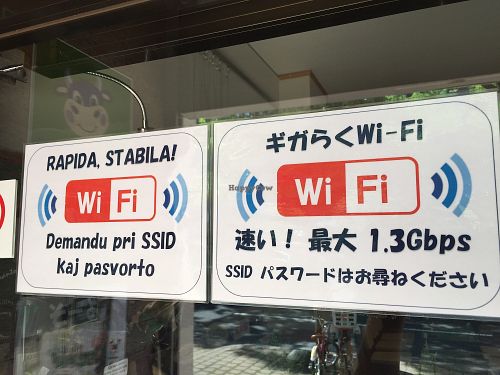 RAPIDA, STABILA!
Wi Fi
Demandu pri SSID
kaj pasvorto
ギガらくWi-Fi
Wi Fi
速い！ 最大 1.3Gbps
SSID パスワードはお尋ねください
HappyCow